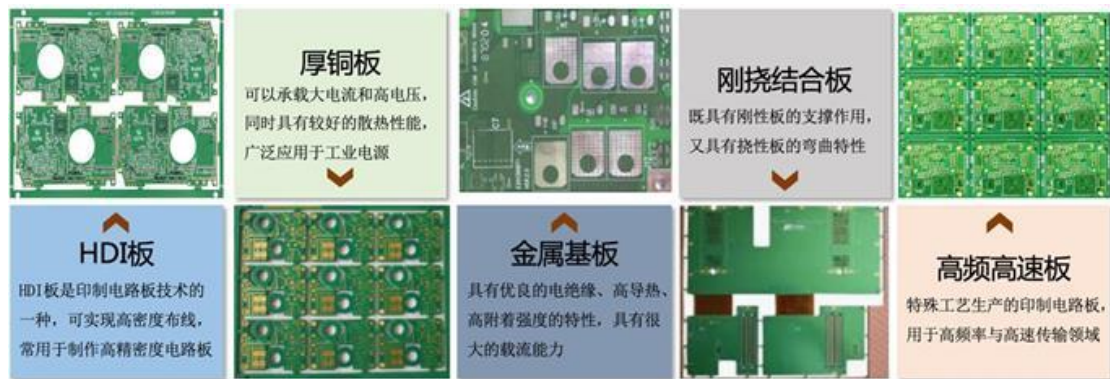 厚铜板
可以承载大电流和高电压，
同时具有较好的散热性能，
广泛应用于工业电源
刚挠结合板
既具有刚性板的支撑作用，
又具有挠性板的弯曲特性
HDI板
HDI板是印制电路板技术的
一种，可实现高密度布线，
常用于制作高精密度电路板
金属基板
具有优良的电绝缘、高导热、
高附着强度的特性，具有很
大的载流能力
高频高速板
特殊工艺生产的印制电路板，
用于高频率与高速传输领域